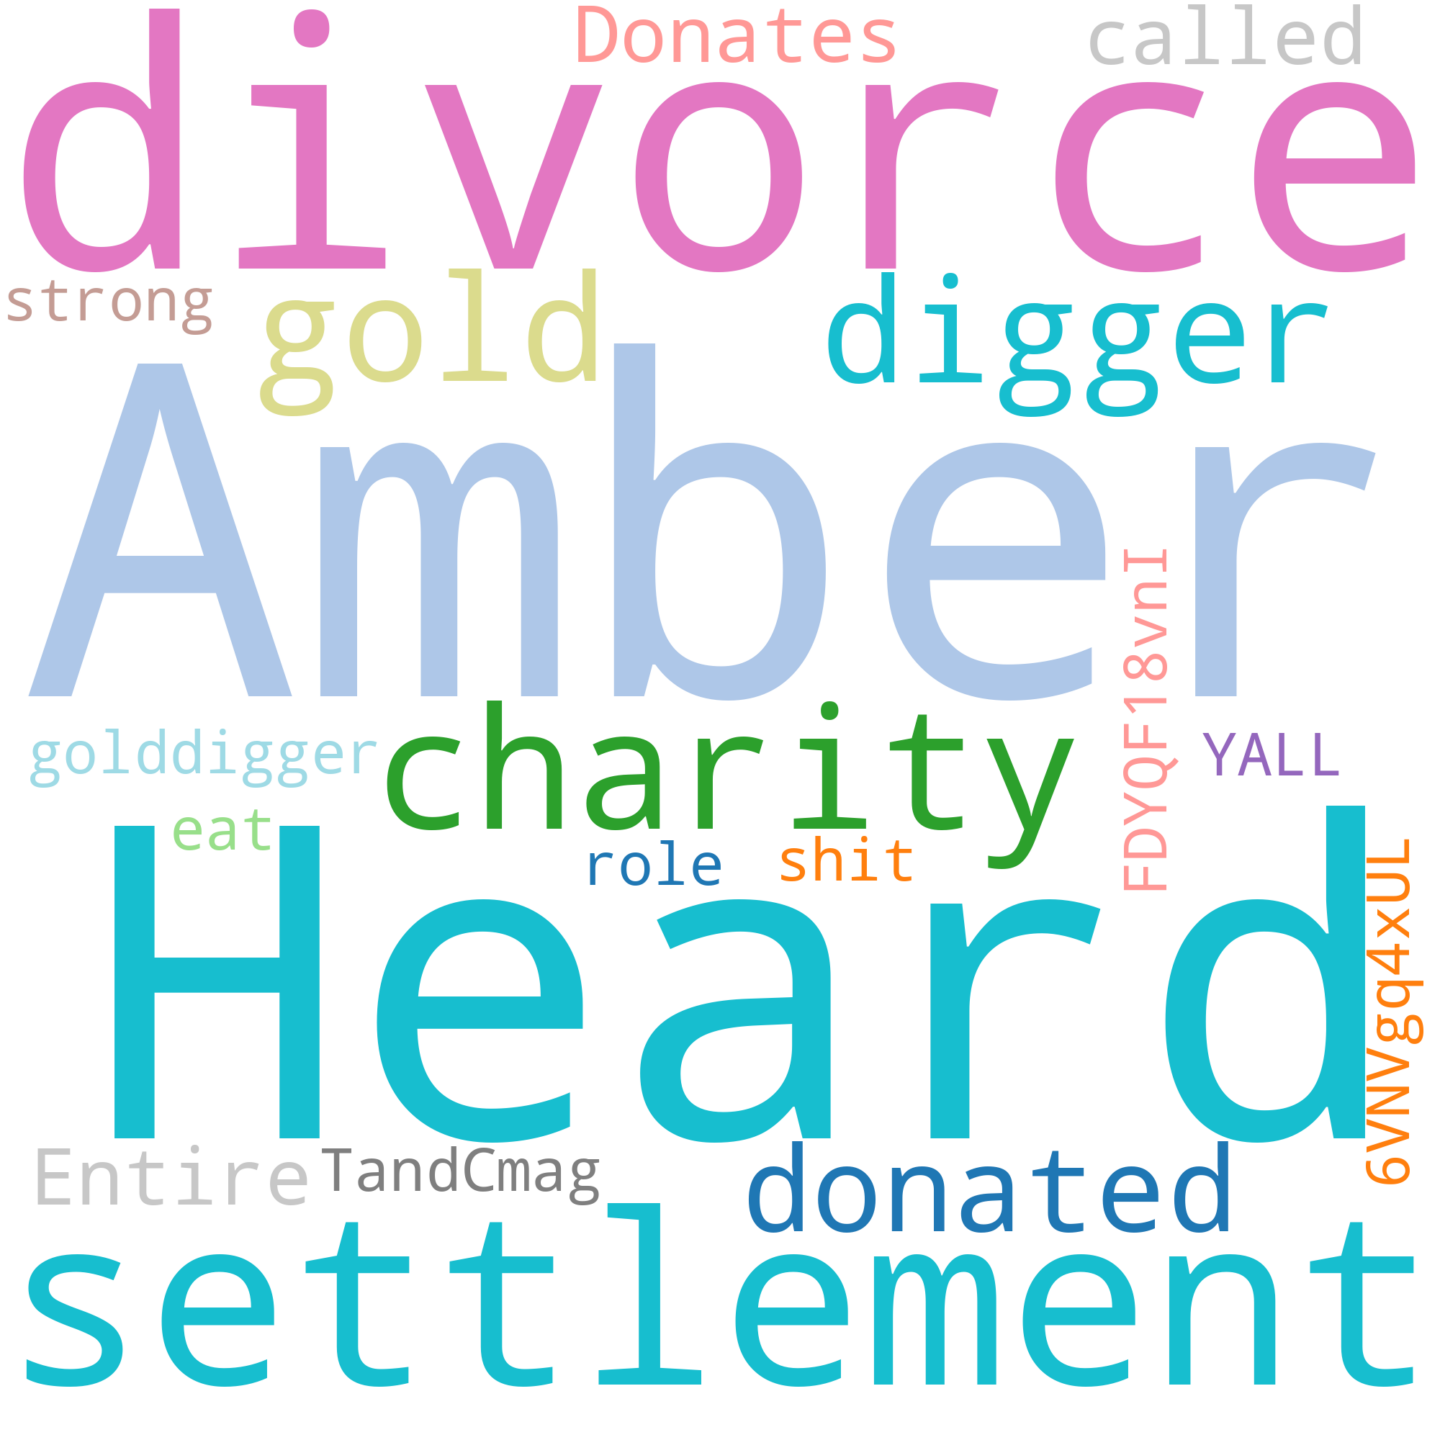 Donates called
divorce
strong gold digger
Amber
FDYQF18vnI
golddigger charity YALL
eat role shit
Heard
6VNVgq4xUL
Entire TandCmag donated
settlement